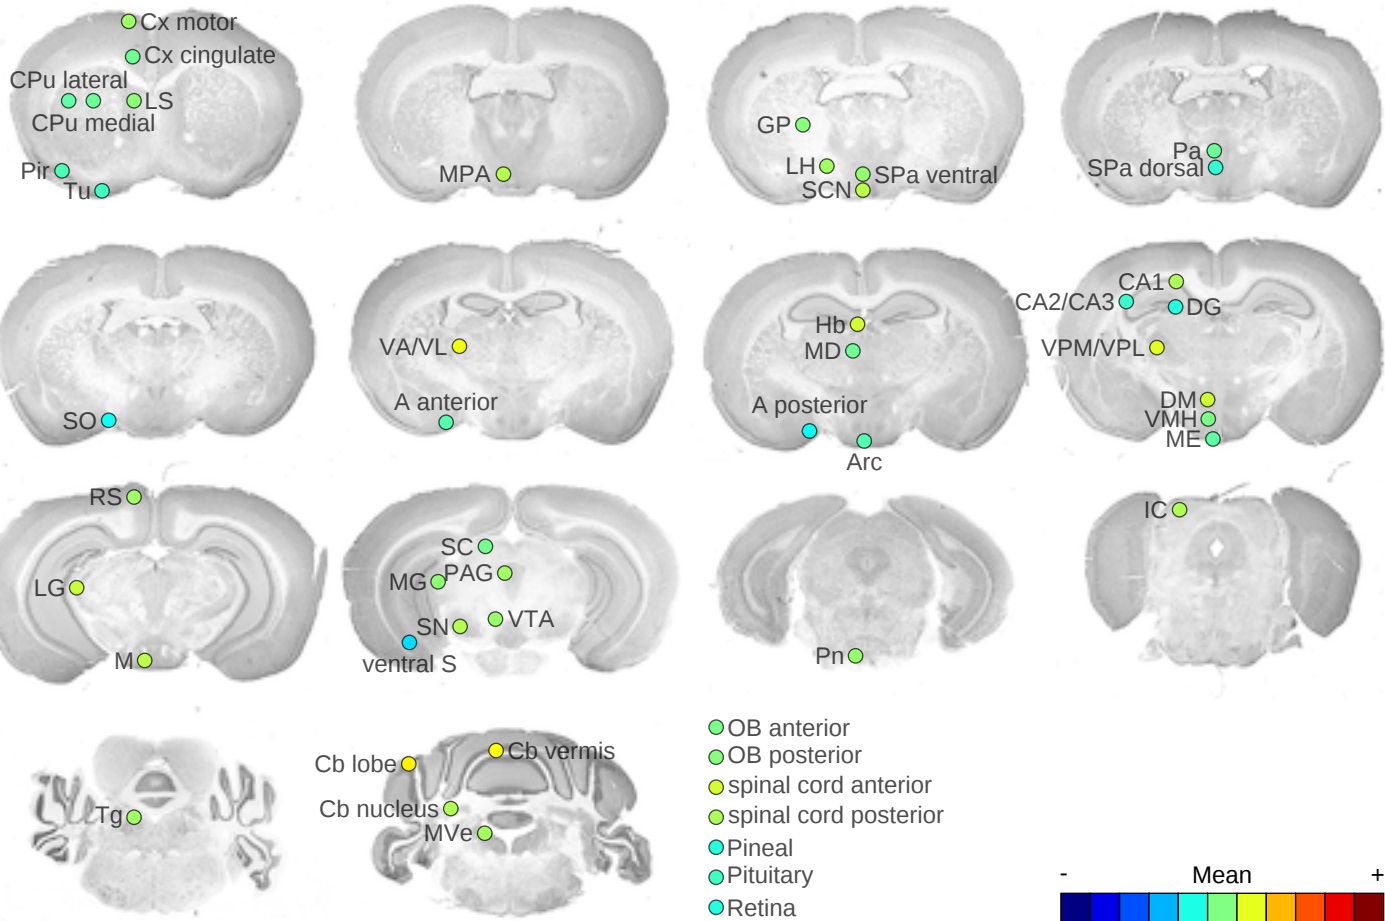 Cx motor
Cx cingulate
CPu lateral
LS
CPu medial
Pir
Tu
MPA
GP
LH
SPa ventral
SCN
Pa
SPa dorsal
SO
VA/VL
A anterior
Hb
MD
A posterior
Arc
CA1
CA2/CA3
DG
VPM/VPL
DM
VMH
ME
RS
LG
M
SC
MG
PAG
SN
VTA
ventral S
Pn
IC
Tg
Cb lobe
Cb vermis
Cb nucleus
MVe
OB anterior
OB posterior
spinal cord anterior
spinal cord posterior
Pineal
Pituitary
Retina
- Mean +